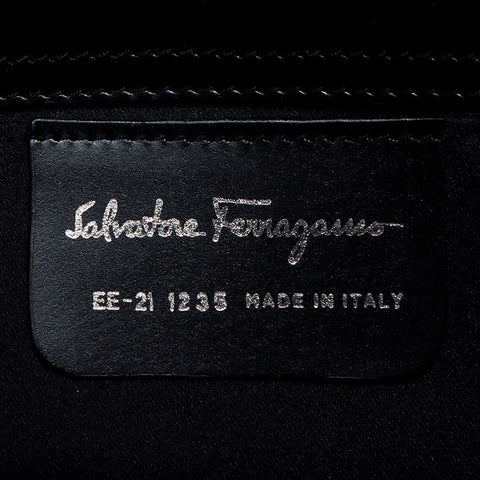 Salvatore Ferragamo
EE-21 1235 MADE IN ITALY